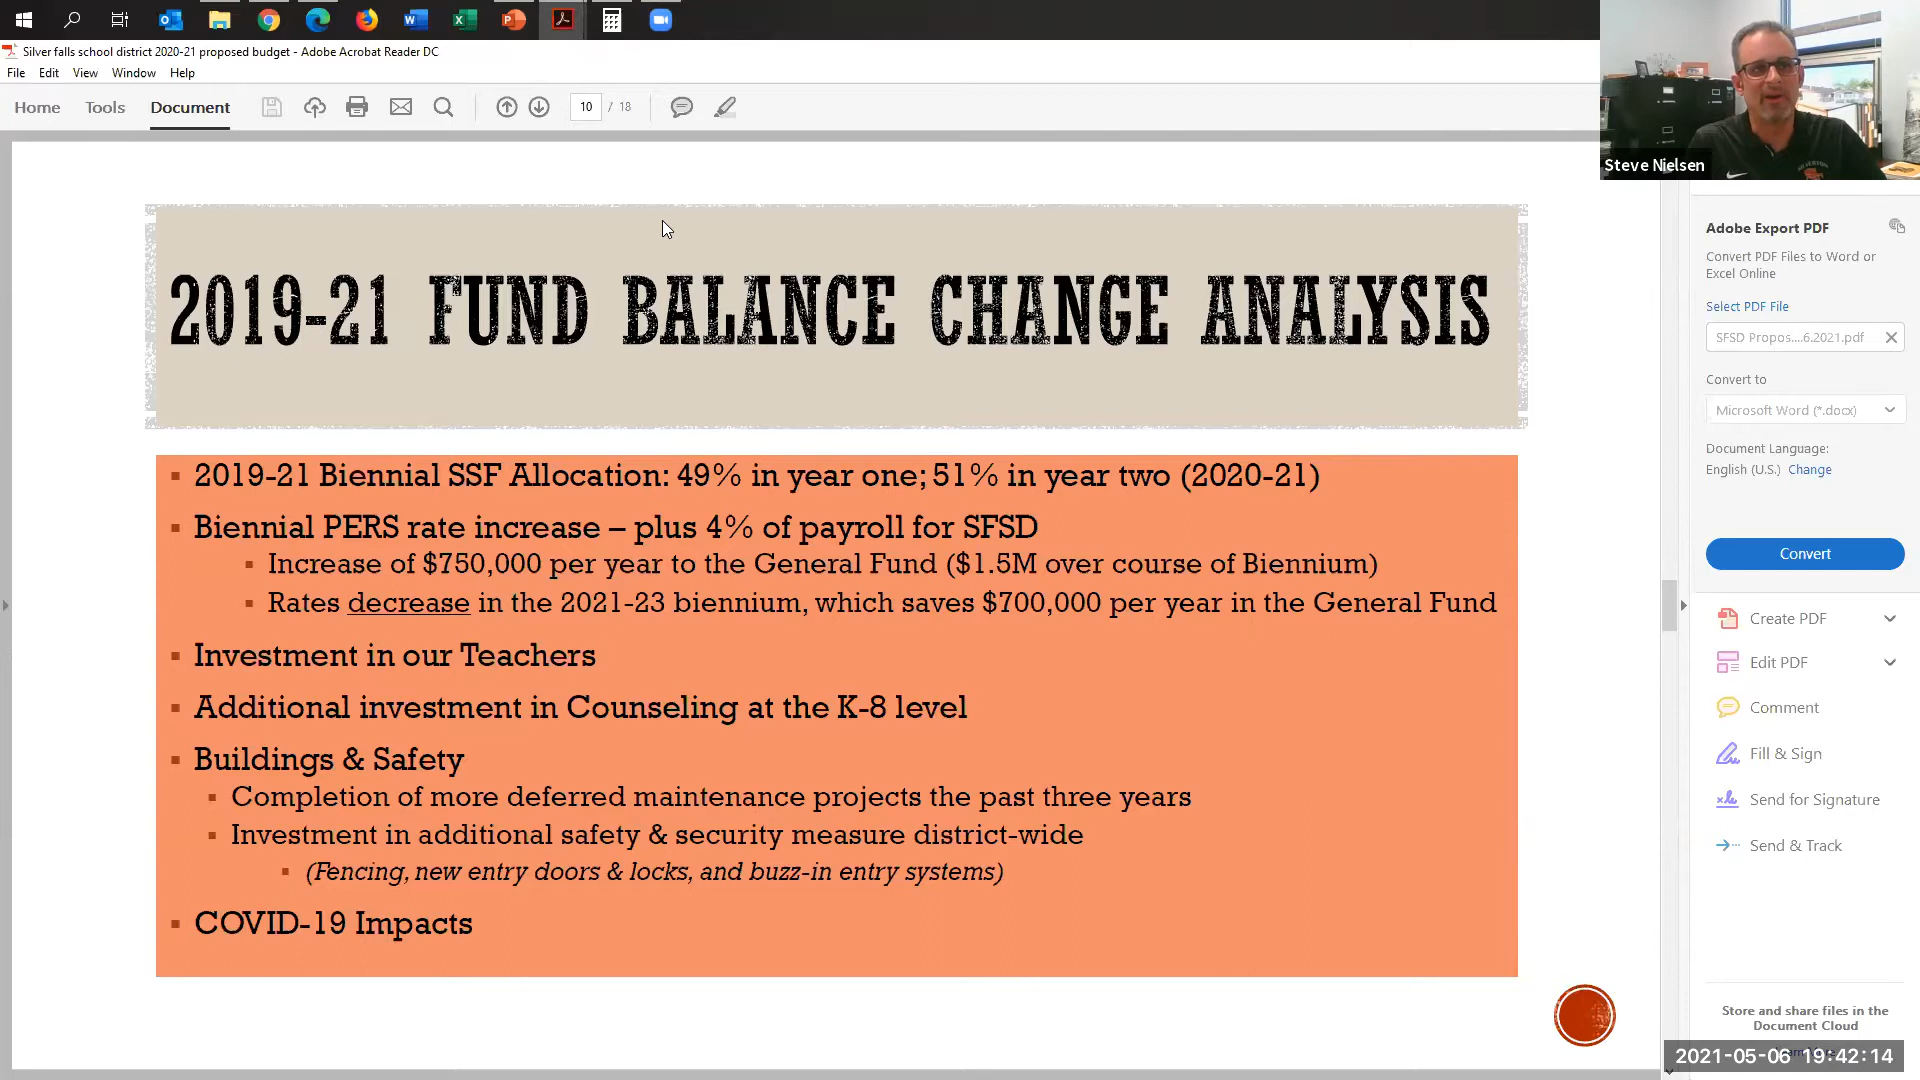 Silver falls school district 2020-21 proposed budget - Adobe Acrobat Reader DC
File Edit View Window Help
Home Tools Document 10 / 18
Steve Nielsen
2019-21 FUND BALANCE CHANGE ANALYSIS
2019-21 Biennial SSF Allocation: 49% in year one; 51% in year two (2020-21)
Biennial PERS rate increase – plus 4% of payroll for SFSD
Increase of $750,000 per year to the General Fund ($1.5M over course of Biennium)
Rates decrease in the 2021-23 biennium, which saves $700,000 per year in the General Fund
Investment in our Teachers
Additional investment in Counseling at the K-8 level
Buildings & Safety
Completion of more deferred maintenance projects the past three years
Investment in additional safety & security measure district-wide
(Fencing, new entry doors & locks, and buzz-in entry systems)
COVID-19 Impacts
Adobe Export PDF
Convert PDF Files to Word or
Excel Online
Select PDF File
SFSD Propos....6.2021.pdf
Convert to
Microsoft Word (*.docx)
Document Language:
English (U.S.) Change
Convert
Create PDF
Edit PDF
Comment
Fill & Sign
Send for Signature
Send & Track
Store and share files in the
Document Cloud
2021-05-06 19:42:14